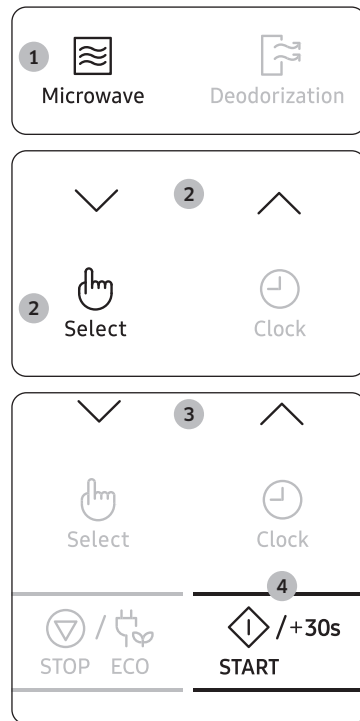 1
Microwave Deodorization
2
2
Select Clock
3
Select Clock
4
/ /+30s
STOP ECO START